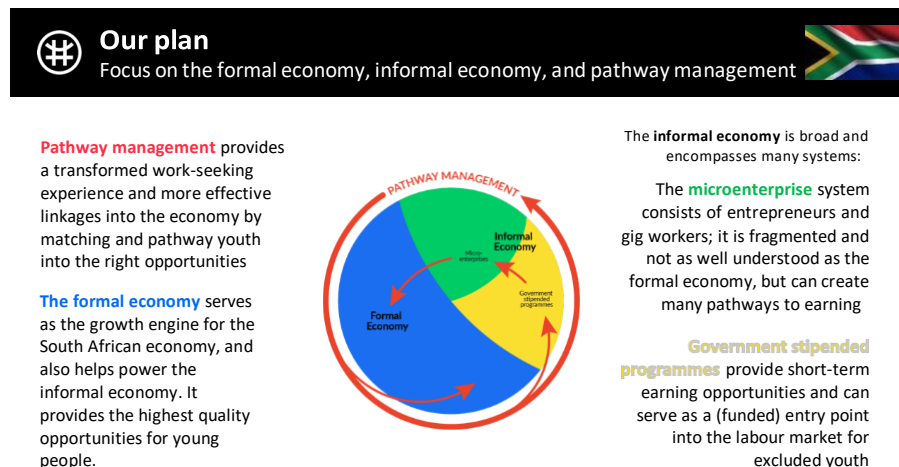 Our plan
Focus on the formal economy, informal economy, and pathway management
Pathway management provides
a transformed work-seeking
experience and more effective
linkages into the economy by
matching and pathway youth
into the right opportunities
The formal economy serves
as the growth engine for the
South African economy, and
also helps power the
informal economy. It
provides the highest quality
opportunities for young
people.
PATHWAY MANAGEMENT
Informal
Economy
Micro-
enterprises
Government
stipended
programmes
Formal
Economy
The informal economy is broad and
encompasses many systems:
The microenterprise system
consists of entrepreneurs and
gig workers; it is fragmented and
not as well understood as the
formal economy, but can create
many pathways to earning
Government stipended
programmes provide short-term
earning opportunities and can
serve as a (funded) entry point
into the labour market for
excluded youth